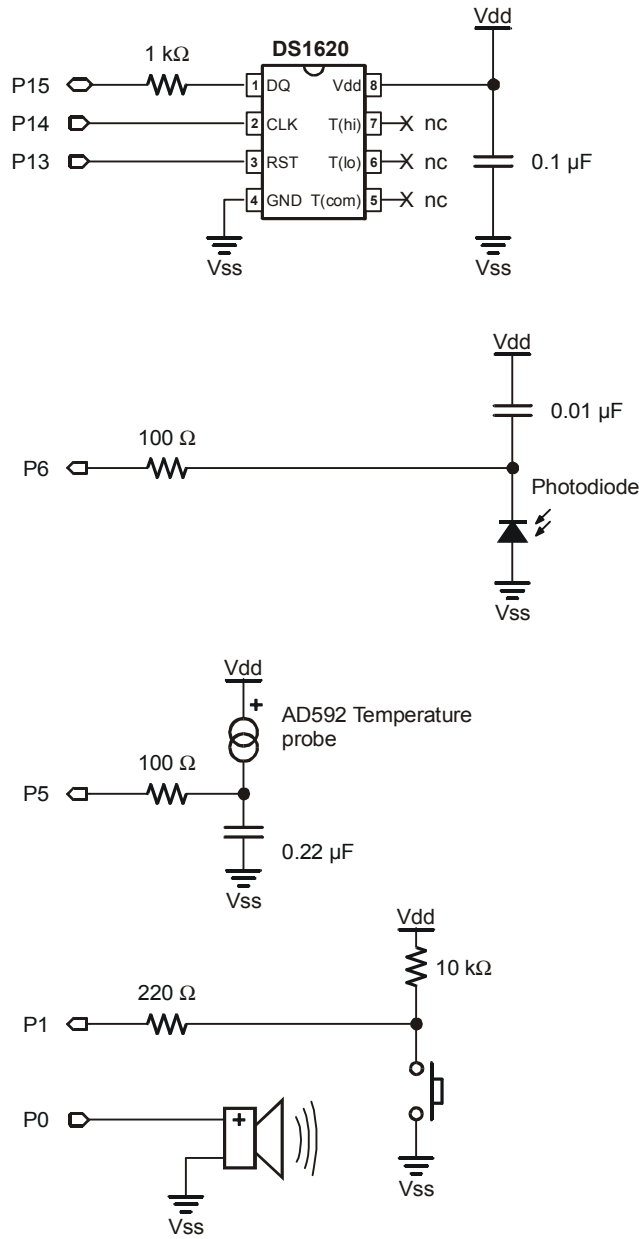 Vdd
1 kΩ
DS1620
P15 1 DQ Vdd 8
P14 2 CLK T(hi) 7 X nc
P13 3 RST T(lo) 6 X nc 0.1 µF
4 GND T(com) 5 X nc
Vss
Vss
Vdd
0.01 µF
100 Ω
P6
Photodiode
Vss
Vdd
+
AD592 Temperature
probe
100 Ω
P5
0.22 µF
Vss
Vdd
10 kΩ
220 Ω
P1
P0
+
Vss
Vss